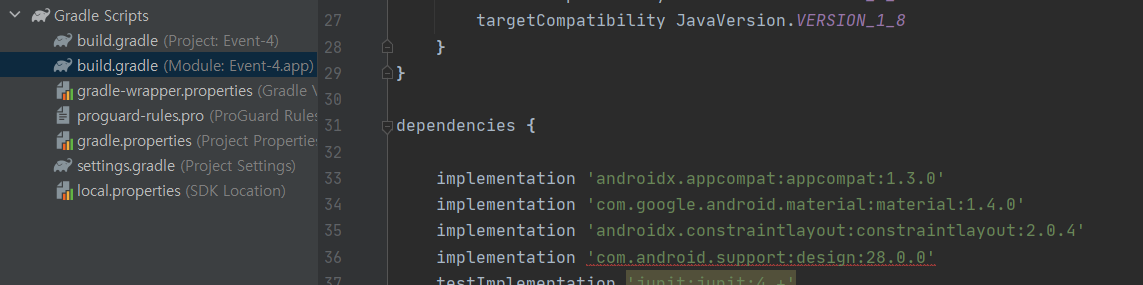 Gradle Scripts
build.gradle (Project: Event-4)
build.gradle (Module: Event-4.app)
gradle-wrapper.properties (Gradle V
proguard-rules.pro (ProGuard Rules
gradle.properties (Project Properties
settings.gradle (Project Settings)
local.properties (SDK Location)
27 targetCompatibility JavaVersion.VERSION_1_8
28 }
29 }
30
31 dependencies {
32
33 implementation 'androidx.appcompat:appcompat:1.3.0'
34 implementation 'com.google.android.material:material:1.4.0'
35 implementation 'androidx.constraintlayout:constraintlayout:2.0.4'
36 implementation 'com.android.support:design:28.0.0'
37 testImplementation 'junit:junit:4.+'